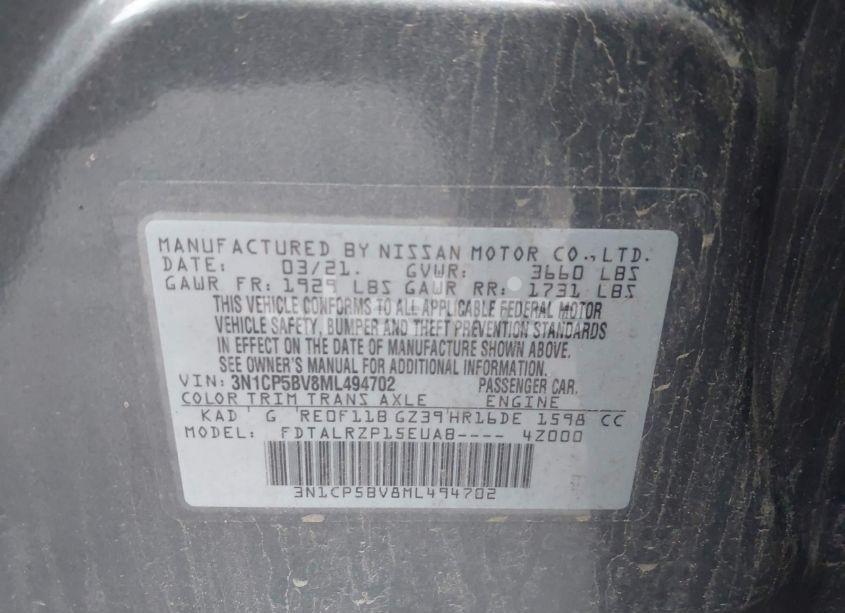 MANUFACTURED BY NISSAN MOTOR CO.,LTD.
DATE: 03/21. GVWR: 3660 LBS
GAWR FR: 1929 LBS GAWR RR: 1731 LBS
THIS VEHICLE CONFORMS TO ALL APPLICABLE FEDERAL MOTOR
VEHICLE SAFETY, BUMPER AND THEFT PREVENTION STANDARDS
IN EFFECT ON THE DATE OF MANUFACTURE SHOWN ABOVE.
SEE OWNER'S MANUAL FOR ADDITIONAL INFORMATION.
VIN: 3N1CP5BV8ML494702 PASSENGER CAR.
COLOR TRIM TRANS AXLE ENGINE
KAD G RE0F11B GZ39 HR16DE 1598 CC
MODEL: FDTALRZP15EUA8---- 4Z000
3N1CP5BV8ML494702